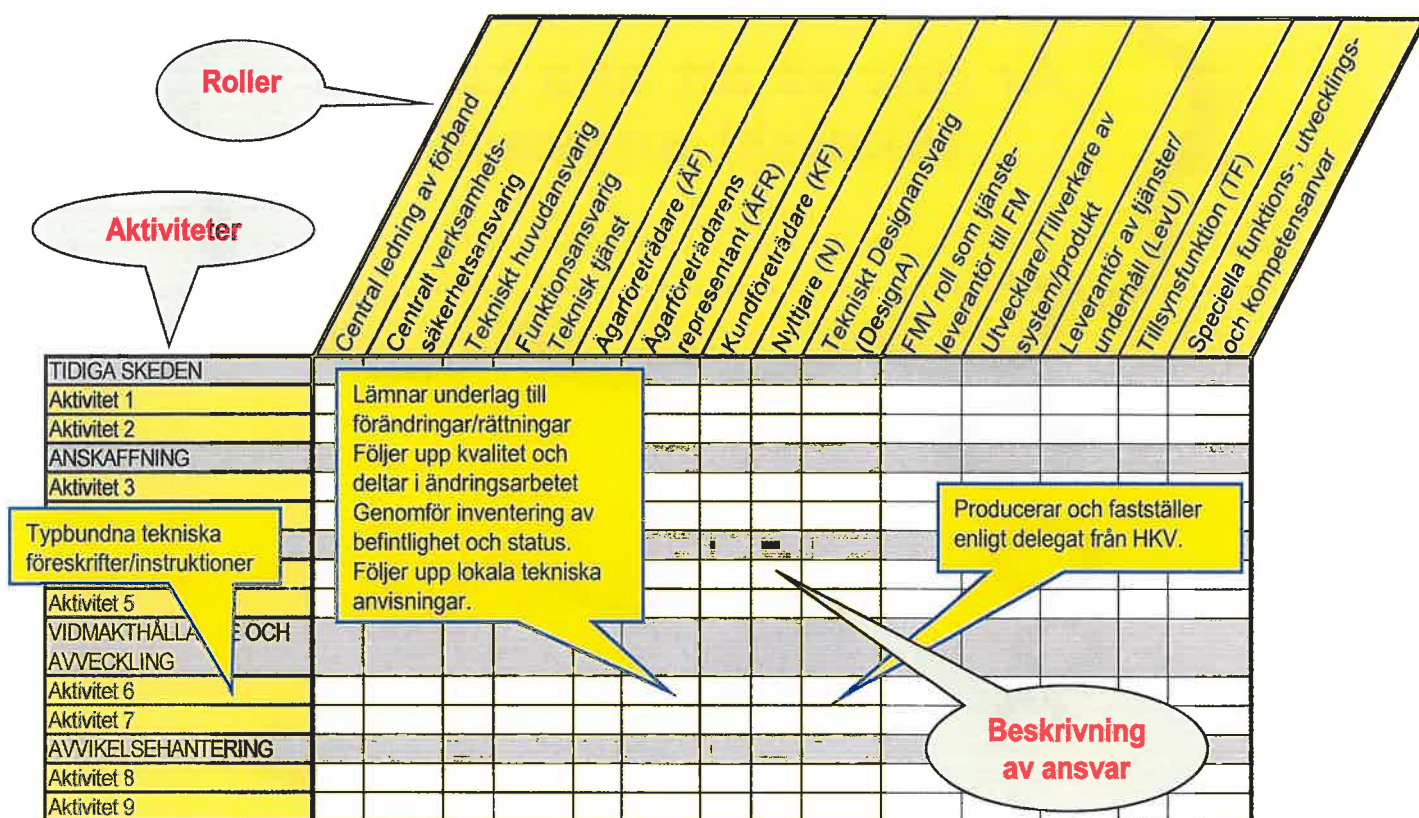 Roller
Aktiviteter
Central ledning av förband
Centralt verksamhets-
säkerhetsansvarig
Tekniskt huvudansvarig
Funktionsansvarig
Teknisk tjänst
Ägarföreträdare (ÄF)
Ägarföreträdarens
representant (ÄFR)
Kundföreträdare (KF)
Nyttjare (N)
Tekniskt Designansvarig
(DesignA)
FMV roll som tjänste-
leverantör till FM
Utvecklare/Tillverkare av
system/produkt
Leverantör av tjänster/
underhåll (LevU)
Tillsynsfunktion (TF)
Speciella funktions-, utvecklings-
och kompetensansvar
TIDIGA SKEDEN
Aktivitet 1
Aktivitet 2
ANSKAFFNING
Aktivitet 3
Typbundna tekniska
föreskrifter/instruktioner
Aktivitet 5
VIDMAKTHÅLLA E OCH
AVVECKLING
Aktivitet 6
Aktivitet 7
AVVIKELSEHANTERING
Aktivitet 8
Aktivitet 9
Lämnar underlag till
förändringar/rättningar
Följer upp kvalitet och
deltar i ändringsarbetet
Genomför inventering av
befintlighet och status.
Följer upp lokala tekniska
anvisningar.
Producerar och fastställer
enligt delegat från HKV.
Beskrivning
av ansvar